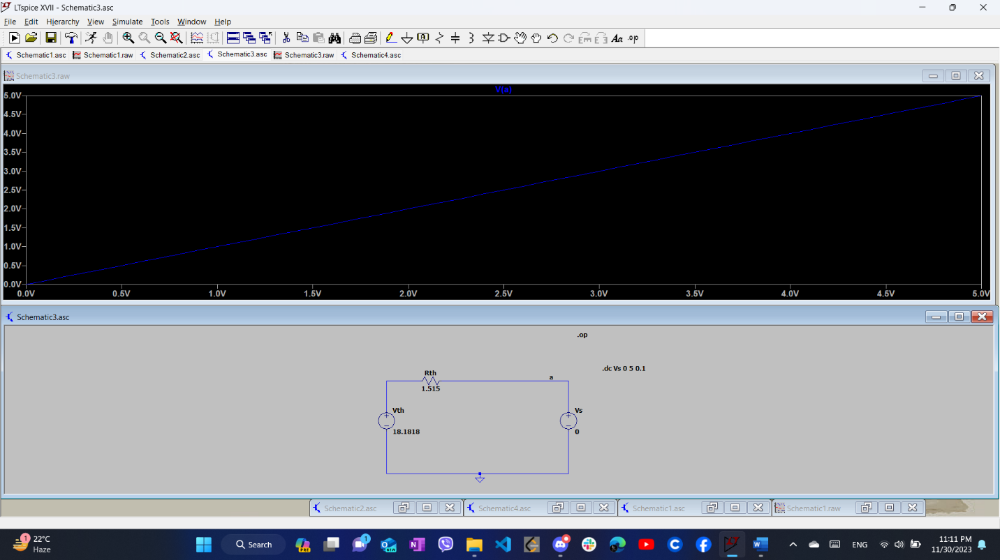 LTspice XVII - Schematic3.asc
File Edit Hierarchy View Simulate Tools Window Help
Aa .op
Schematic1.asc Schematic1.raw Schematic2.asc Schematic3.asc Schematic3.raw Schematic4.asc
Schematic3.raw
V(a)
5.0V
4.5V
4.0V
3.5V
3.0V
2.5V
2.0V
1.5V
1.0V
0.5V
0.0V
0.0V 0.5V 1.0V 1.5V 2.0V 2.5V 3.0V 3.5V 4.0V 4.5V 5.0V
Schematic3.asc
.op
.dc Vs 0 5 0.1
Rth
1.515
a
Vth
18.1818
Vs
0
Schematic2.asc Schematic4.asc Schematic1.asc Schematic1.raw
1
22°C
Haze
Search
PRE
1
NEW
ENG
11:11 PM
11/30/2023